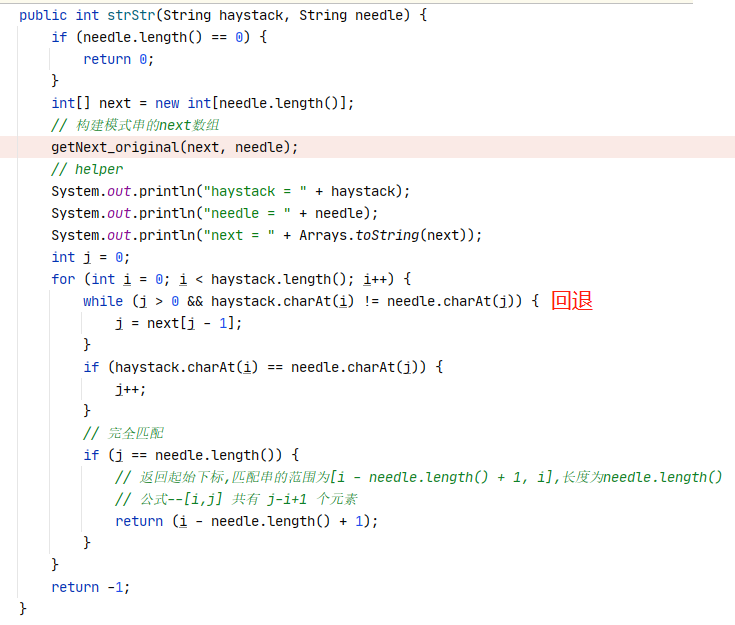 public int strStr(String haystack, String needle) {
    if (needle.length() == 0) {
        return 0;
    }
    int[] next = new int[needle.length()];
    // 构建模式串的next数组
    getNext_original(next, needle);
    // helper
    System.out.println("haystack = " + haystack);
    System.out.println("needle = " + needle);
    System.out.println("next = " + Arrays.toString(next));
    int j = 0;
    for (int i = 0; i < haystack.length(); i++) {
        while (j > 0 && haystack.charAt(i) != needle.charAt(j)) { 回退
            j = next[j - 1];
        }
        if (haystack.charAt(i) == needle.charAt(j)) {
            j++;
        }
        // 完全匹配
        if (j == needle.length()) {
            // 返回起始下标,匹配串的范围为[i - needle.length() + 1, i],长度为needle.length()
            // 公式--[i,j] 共有 j-i+1 个元素
            return (i - needle.length() + 1);
        }
    }
    return -1;
}